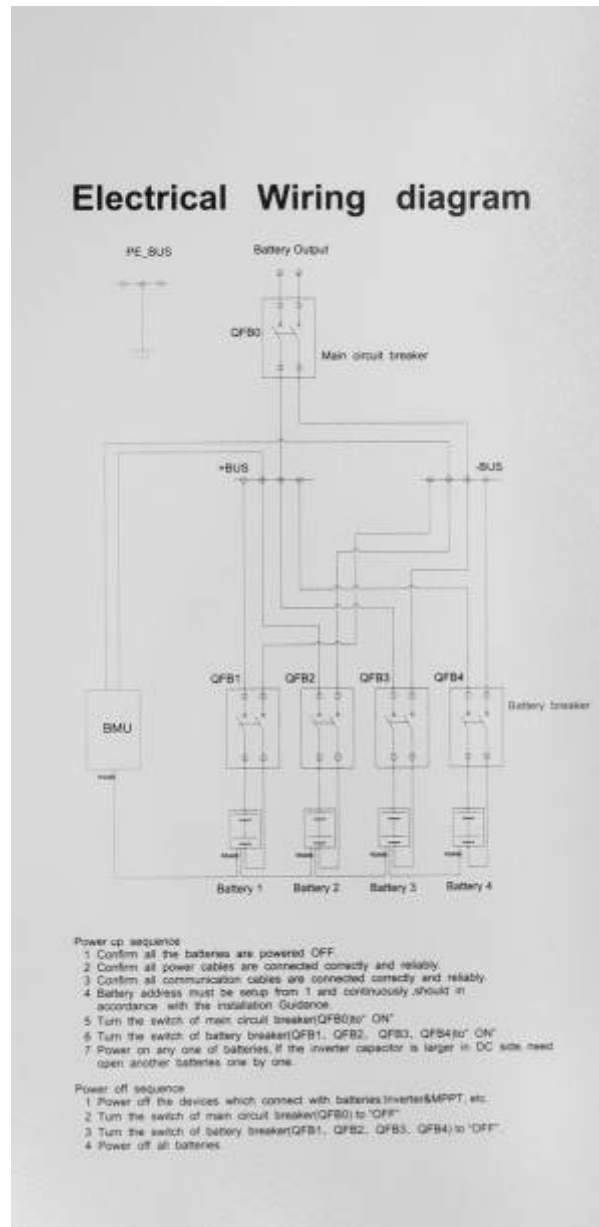 Electrical Wiring diagram
PE_BUS
Battery Output
QFB0
Main circuit breaker
+BUS
-BUS
QFB1
QFB2
QFB3
QFB4
Battery breaker
BMU
Battery 1
Battery 2
Battery 3
Battery 4
Power up sequence
1 Confirm all the batteries are powered OFF
2 Confirm all power cables are connected correctly and reliably.
3 Confirm all communication cables are connected correctly and reliably.
4 Battery address must be setup from 1 and continuously ,should in
accordance with the Installation Guidance.
5 Turn the switch of main circuit breaker(QFB0)to" ON"
6 Turn the switch of battery breaker(QFB1、QFB2、 QFB3、QFB4)to" ON"
7 Power on any one of batteries, If the inverter capacitor is larger in DC side, need
open another batteries one by one.
Power off sequence
1 Power off the devices which connect with batteries:Inverter&MPPT, etc.
2 Turn the switch of main circuit breaker(QFB0) to "OFF"
3 Turn the switch of battery breaker(QFB1、QFB2、QFB3、QFB4) to "OFF"
4 Power off all batteries.